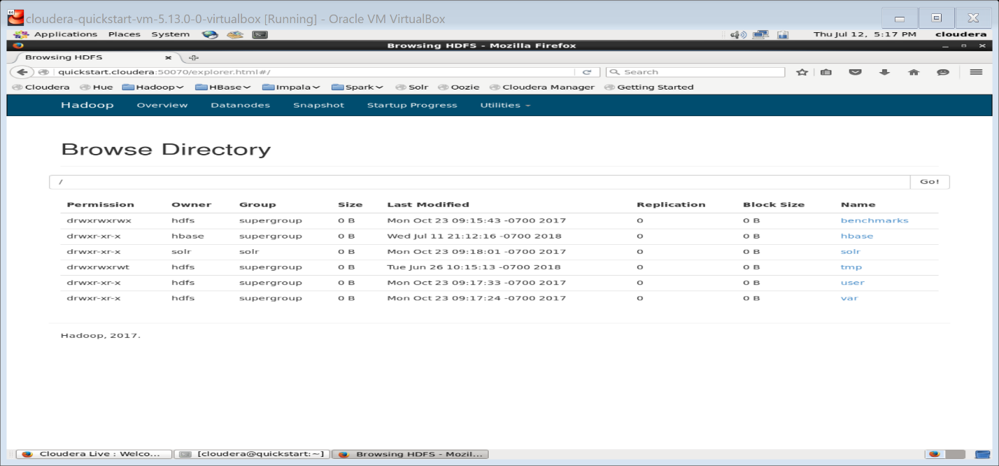 cloudera-quickstart-vm-5.13.0-0-virtualbox [Running] - Oracle VM VirtualBox
Applications Places System Thu Jul 12, 5:17 PM cloudera
Browsing HDFS - Mozilla Firefox
Browsing HDFS
quickstart.cloudera:50070/explorer.html#/ Search
Cloudera Hue Hadoop HBase Impala Spark Solr Oozie Cloudera Manager Getting Started
Hadoop Overview Datanodes Snapshot Startup Progress Utilities
Browse Directory
/ Go!
Permission Owner Group Size Last Modified Replication Block Size Name
drwxrwxrwx hdfs supergroup 0 B Mon Oct 23 09:15:43 -0700 2017 0 0 B benchmarks
drwxr-xr-x hbase supergroup 0 B Wed Jul 11 21:12:16 -0700 2018 0 0 B hbase
drwxr-xr-x solr solr 0 B Mon Oct 23 09:18:01 -0700 2017 0 0 B solr
drwxrwxrwt hdfs supergroup 0 B Tue Jun 26 10:15:13 -0700 2018 0 0 B tmp
drwxr-xr-x hdfs supergroup 0 B Mon Oct 23 09:17:33 -0700 2017 0 0 B user
drwxr-xr-x hdfs supergroup 0 B Mon Oct 23 09:17:24 -0700 2017 0 0 B var
Hadoop, 2017.
Cloudera Live : Welco... [cloudera@quickstart:~] Browsing HDFS - Mozil...